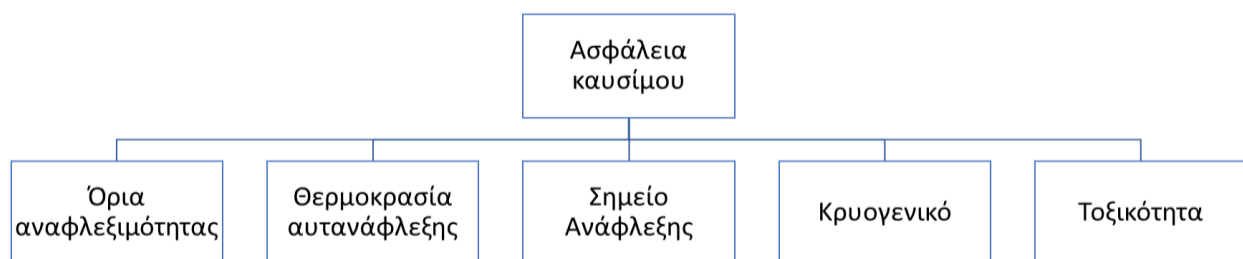 Ασφάλεια
καυσίμου
Όρια
αναφλεξιμότητας
Θερμοκρασία
αυτανάφλεξης
Σημείο
Ανάφλεξης
Κρυογενικό
Τοξικότητα